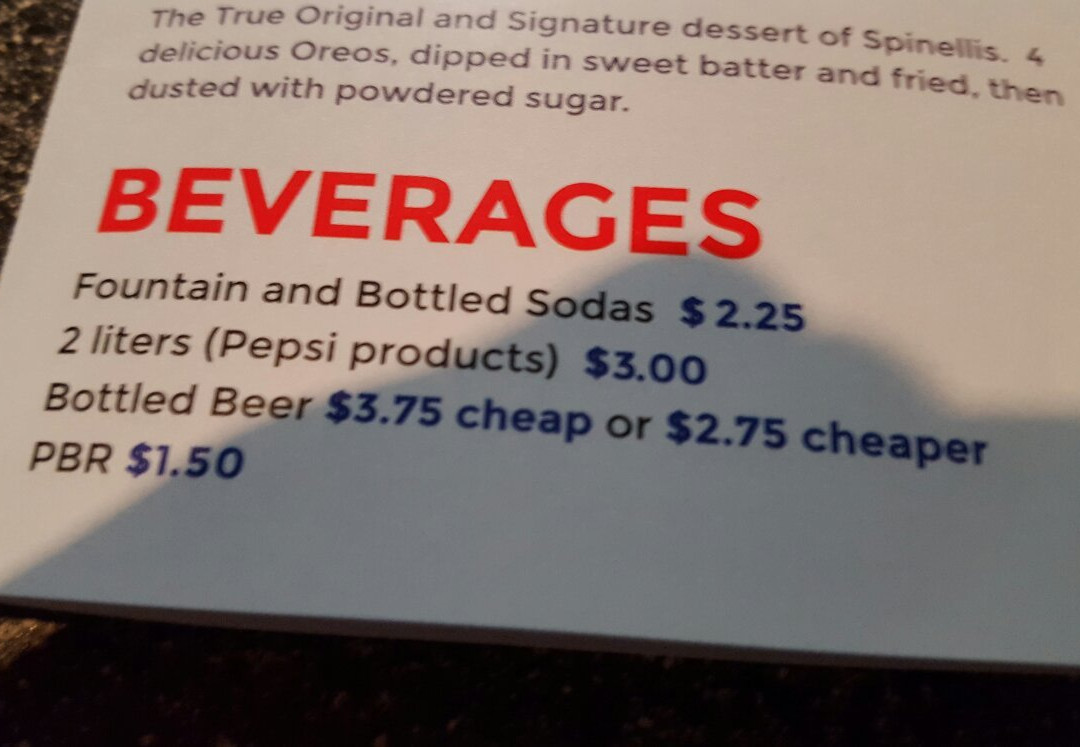 The True Original and Signature dessert of Spinellis. 4
delicious Oreos, dipped in sweet batter and fried, then
dusted with powdered sugar.
BEVERAGES
Fountain and Bottled Sodas $2.25
2 liters (Pepsi products) $3.00
Bottled Beer $3.75 cheap or $2.75 cheaper
PBR $1.50